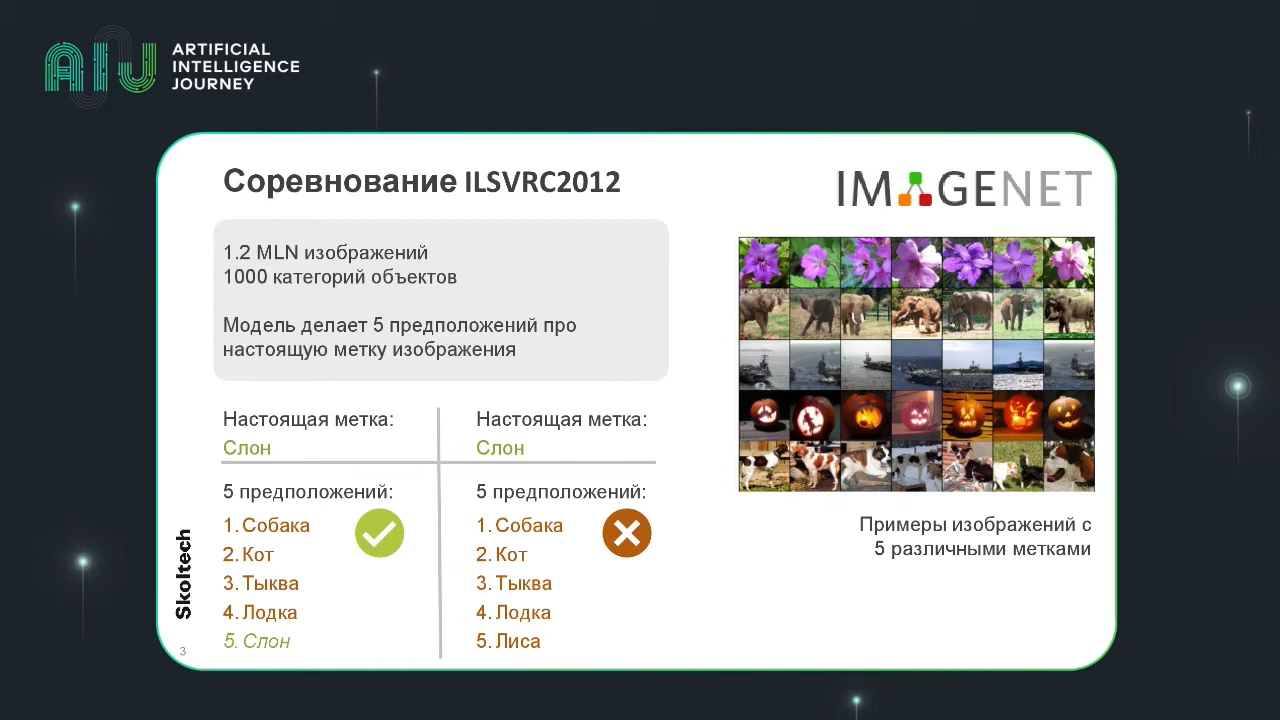 ARTIFICIAL
INTELLIGENCE
JOURNEY
Соревнование ILSVRC2012
IMAGENET
1.2 MLN изображений
1000 категорий объектов
Модель делает 5 предположений про
настоящую метку изображения
Настоящая метка:
Слон
5 предположений:
1. Собака
2. Кот
3. Тыква
4. Лодка
5. Слон
Настоящая метка:
Слон
5 предположений:
1. Собака
2. Кот
3. Тыква
4. Лодка
5. Лиса
Примеры изображений с
5 различными метками
Skoltech
3